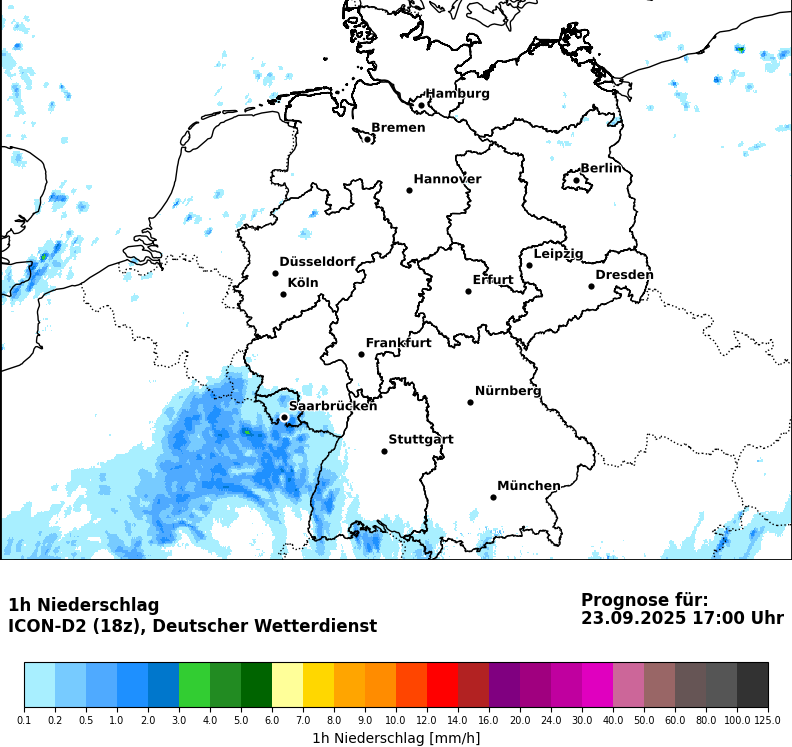 Hamburg
Bremen
Hannover
Berlin
Düsseldorf
Köln
Leipzig
Erfurt
Dresden
Frankfurt
Saarbrücken
Nürnberg
Stuttgart
München
1h Niederschlag
ICON-D2 (18z), Deutscher Wetterdienst
Prognose für:
23.09.2025 17:00 Uhr
0.1 0.2 0.5 1.0 2.0 3.0 4.0 5.0 6.0 7.0 8.0 9.0 10.0 12.0 14.0 16.0 20.0 24.0 30.0 40.0 50.0 60.0 80.0 100.0 125.0
1h Niederschlag [mm/h]